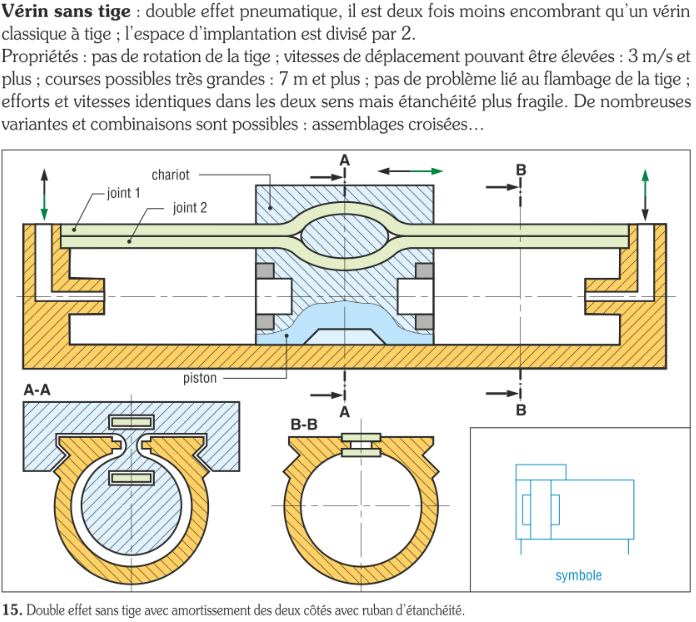 Vérin sans tige : double effet pneumatique, il est deux fois moins encombrant qu'un vérin
classique à tige ; l'espace d'implantation est divisé par 2.
Propriétés : pas de rotation de la tige ; vitesses de déplacement pouvant être élevées : 3 m/s et
plus ; courses possibles très grandes : 7 m et plus ; pas de problème lié au flambage de la tige ;
efforts et vitesses identiques dans les deux sens mais étanchéité plus fragile. De nombreuses
variantes et combinaisons sont possibles : assemblages croisées…
A
B
chariot
joint 1
joint 2
piston
A-A
A
B
B-B
symbole
15. Double effet sans tige avec amortissement des deux côtés avec ruban d'étanchéité.